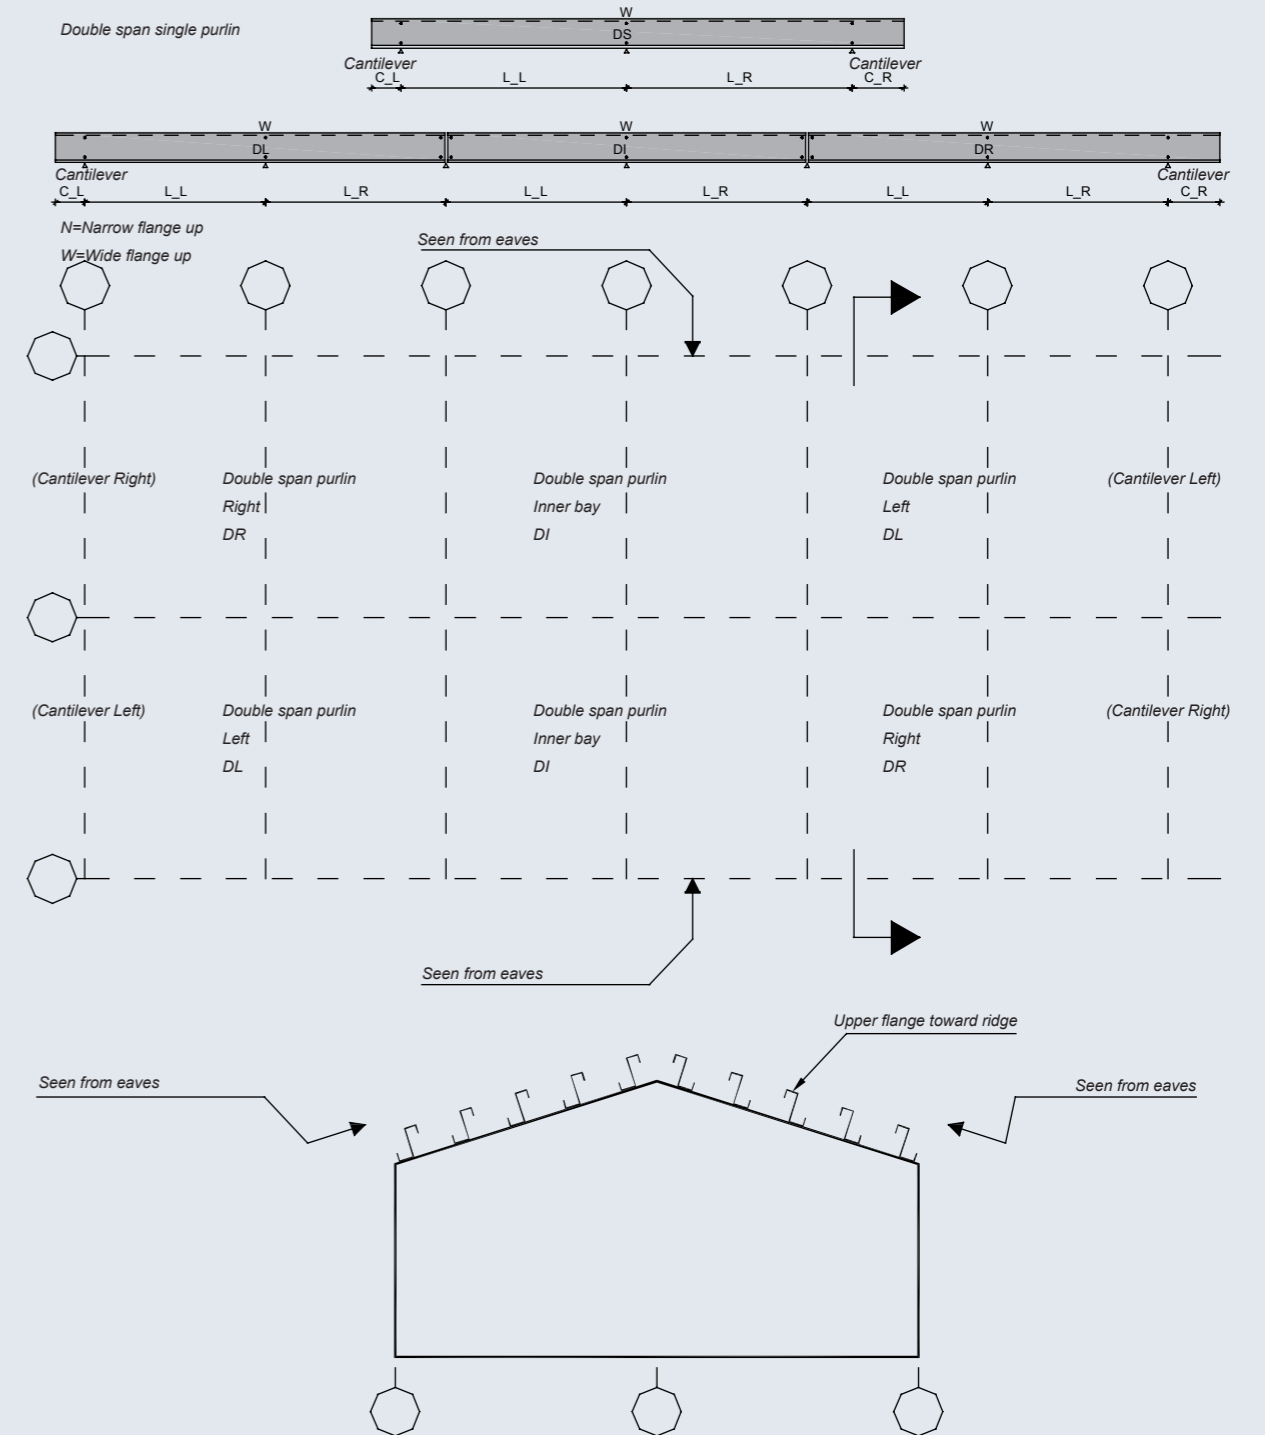 Double span single purlin
W
DS
Cantilever
Cantilever
C_L
L_L
L_R
C_R
W
W
W
DL
DI
DR
Cantilever
Cantilever
C_L
L_L
L_R
L_L
L_R
L_L
L_R
C_R
N=Narrow flange up
W=Wide flange up
Seen from eaves
(Cantilever Right)
Double span purlin
Right
DR
Double span purlin
Inner bay
DI
Double span purlin
Left
DL
(Cantilever Left)
(Cantilever Left)
Double span purlin
Left
DL
Double span purlin
Inner bay
DI
Double span purlin
Right
DR
(Cantilever Right)
Seen from eaves
Upper flange toward ridge
Seen from eaves
Seen from eaves